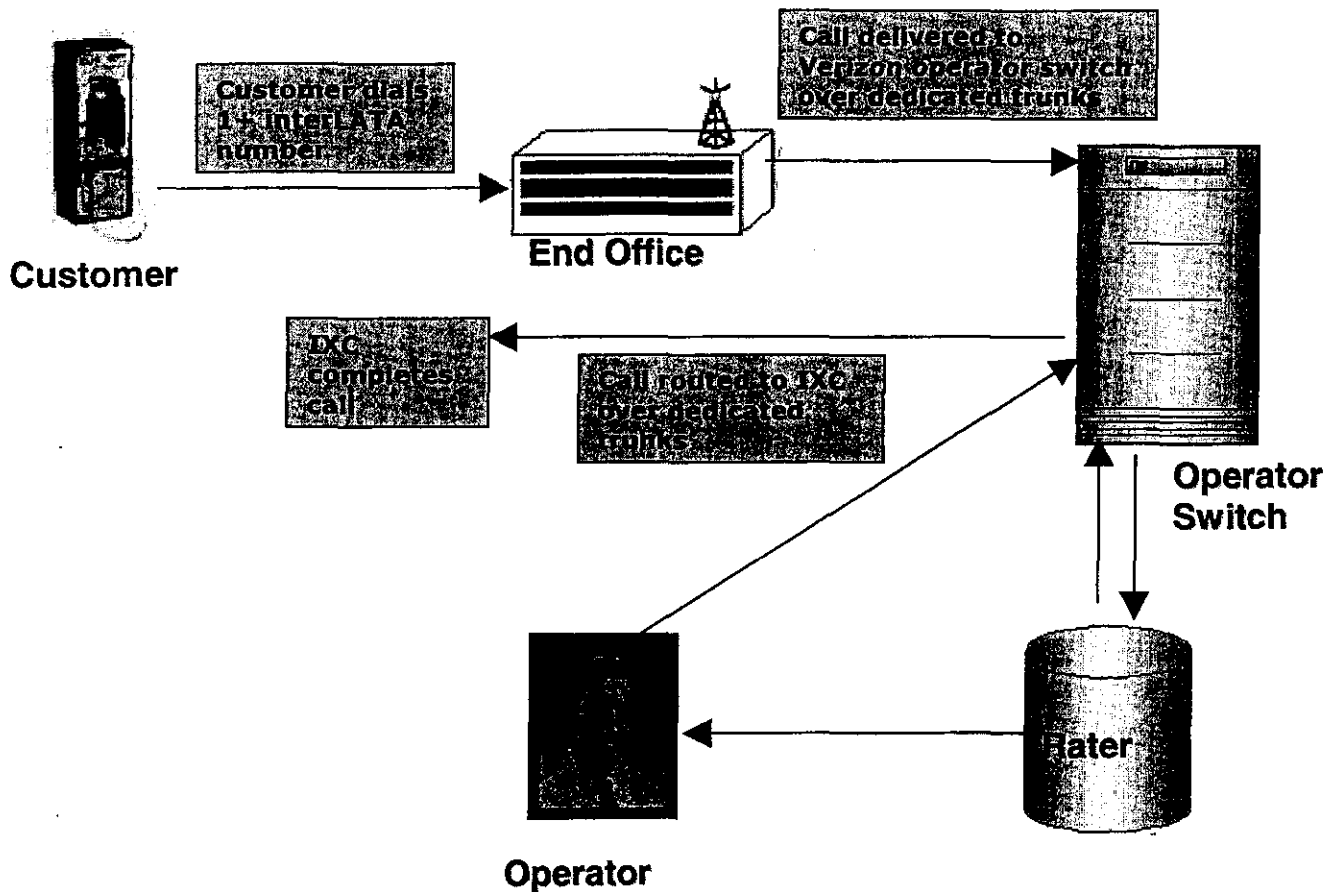 Customer dials
1+ interLATA
number
Call delivered to
Verizon operator switch
over dedicated trunks
Customer
End Office
IXC
completes
call
Call routed to IXC
over dedicated
trunks
Operator
Switch
Rater
Operator